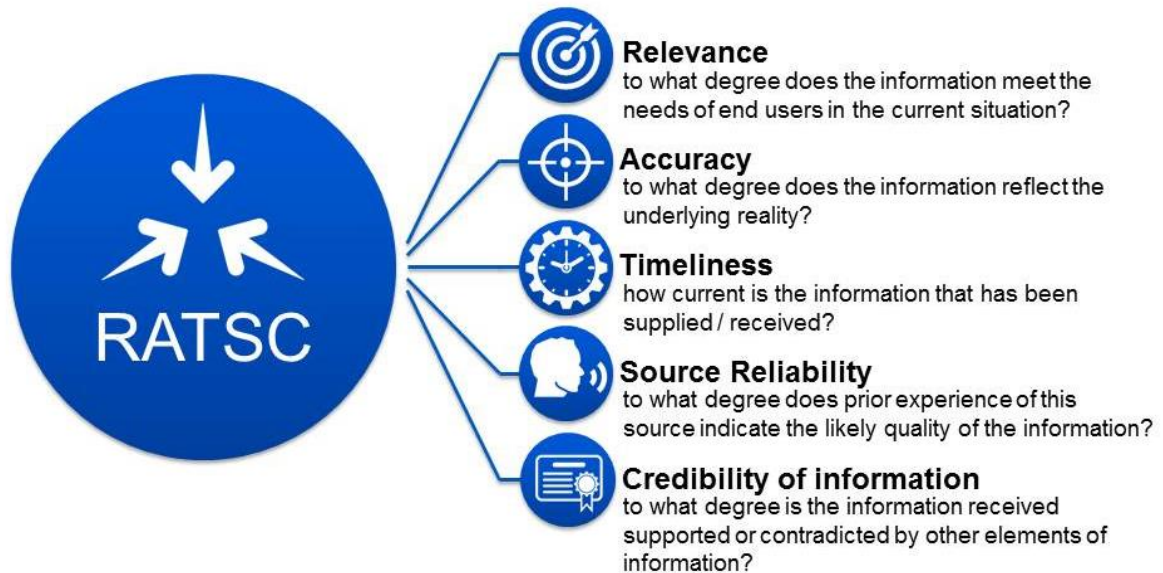 RATSC
Relevance
to what degree does the information meet the
needs of end users in the current situation?
Accuracy
to what degree does the information reflect the
underlying reality?
Timeliness
how current is the information that has been
supplied / received?
Source Reliability
to what degree does prior experience of this
source indicate the likely quality of the information?
Credibility of information
to what degree is the information received
supported or contradicted by other elements of
information?